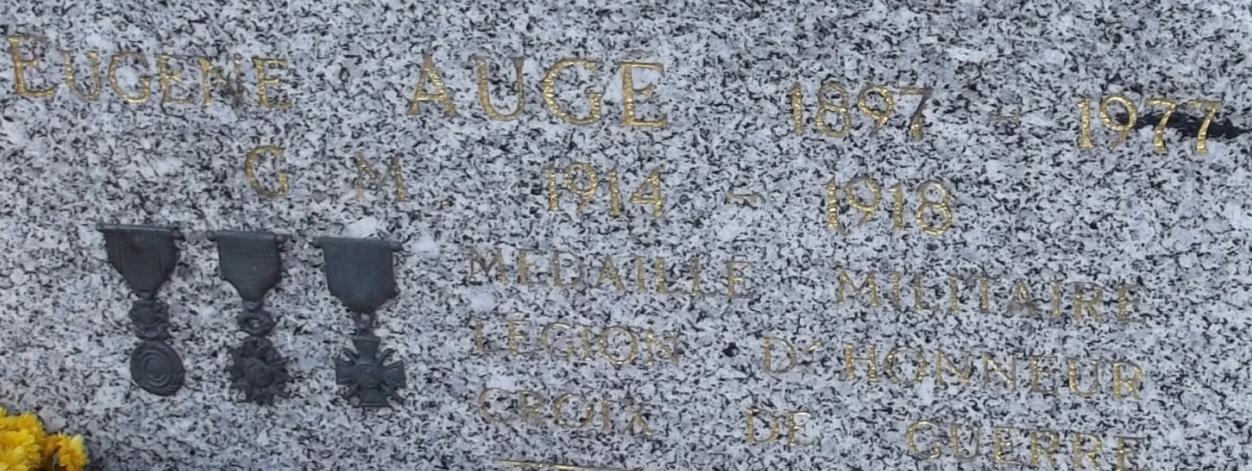 EUGENE AUGE 1897 - 1977
G M 1914 - 1918
MEDAILLE MILITAIRE
LEGION D'HONNEUR
CROIX DE GUERRE